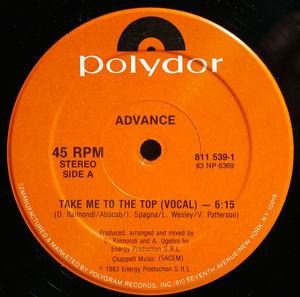 polydor
ADVANCE
45 RPM
STEREO
SIDE A
811 539-1
83 NP 6369
TAKE ME TO THE TOP (VOCAL) — 6:15
(D. Raimondi/Abacab/I. Spagna/L. Wesley/V. Patterson)
Produced, arranged and mixed by
D. Raimondi and A. Ugolini for
Energy Production S.R.L.
Chappell Music (SACEM)
℗ 1983 Energy Production S.R.L.
MANUFACTURED & MARKETED BY POLYGRAM RECORDS, INC./810 SEVENTH AVENUE/NEW YORK, N.Y. 10019